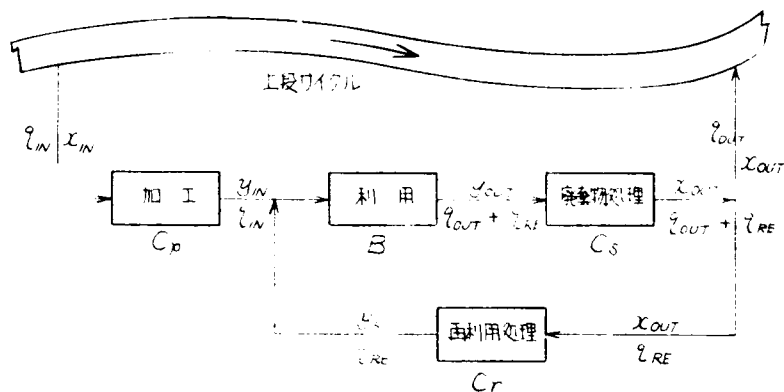 上段サイクル
q_IN x_IN
q_OUT
x_OUT
加工
y_IN
q_IN
利用
y_OUT
q_OUT + q_RE
廃棄物処理
x_OUT
q_OUT + q_RE
C_p
B
C_s
q_RE
再利用処理
x_OUT
q_RE
C_r